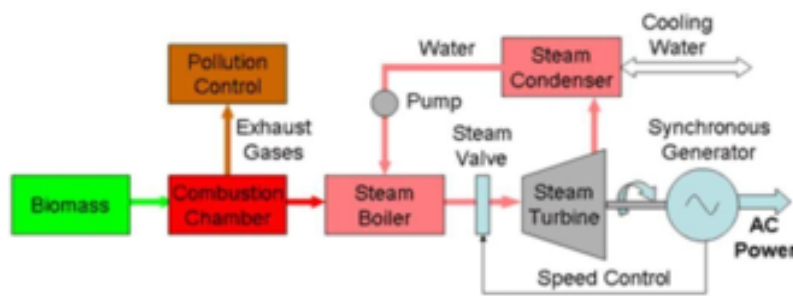 Cooling
Water
Water
Steam
Condenser
Pollution
Control
Pump
Exhaust
Gases
Steam
Valve
Synchronous
Generator
Biomass
Combustion
Chamber
Steam
Boiler
Steam
Turbine
AC
Power
Speed Control